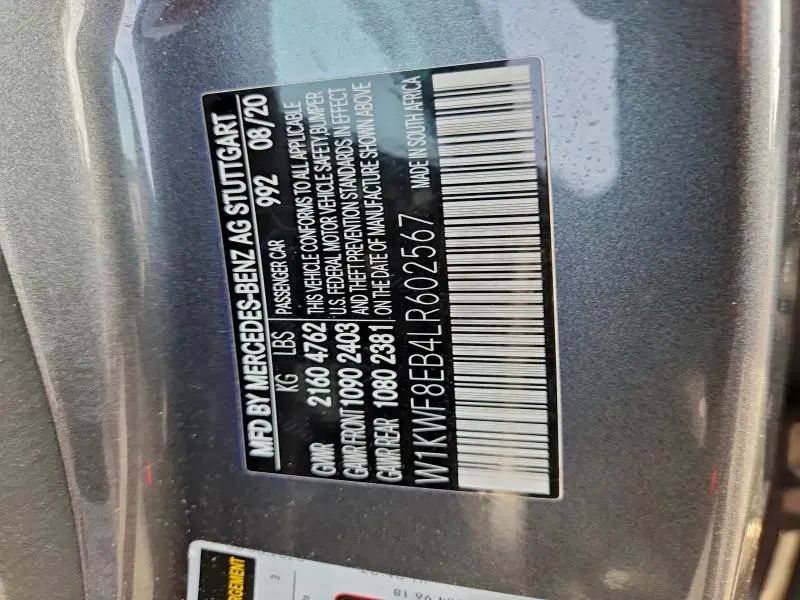 MFD BY MERCEDES-BENZ AG STUTTGART
KG LBS PASSENGER CAR 992 08/20
GVWR 2160 4762 THIS VEHICLE CONFORMS TO ALL APPLICABLE
U.S. FEDERAL MOTOR VEHICLE SAFETY, BUMPER
GAWR FRONT 1090 2403 AND THEFT PREVENTION STANDARDS IN EFFECT
GAWR REAR 1080 2381 ON THE DATE OF MANUFACTURE SHOWN ABOVE
W1KWF8EB4LR602567 MADE IN SOUTH AFRICA